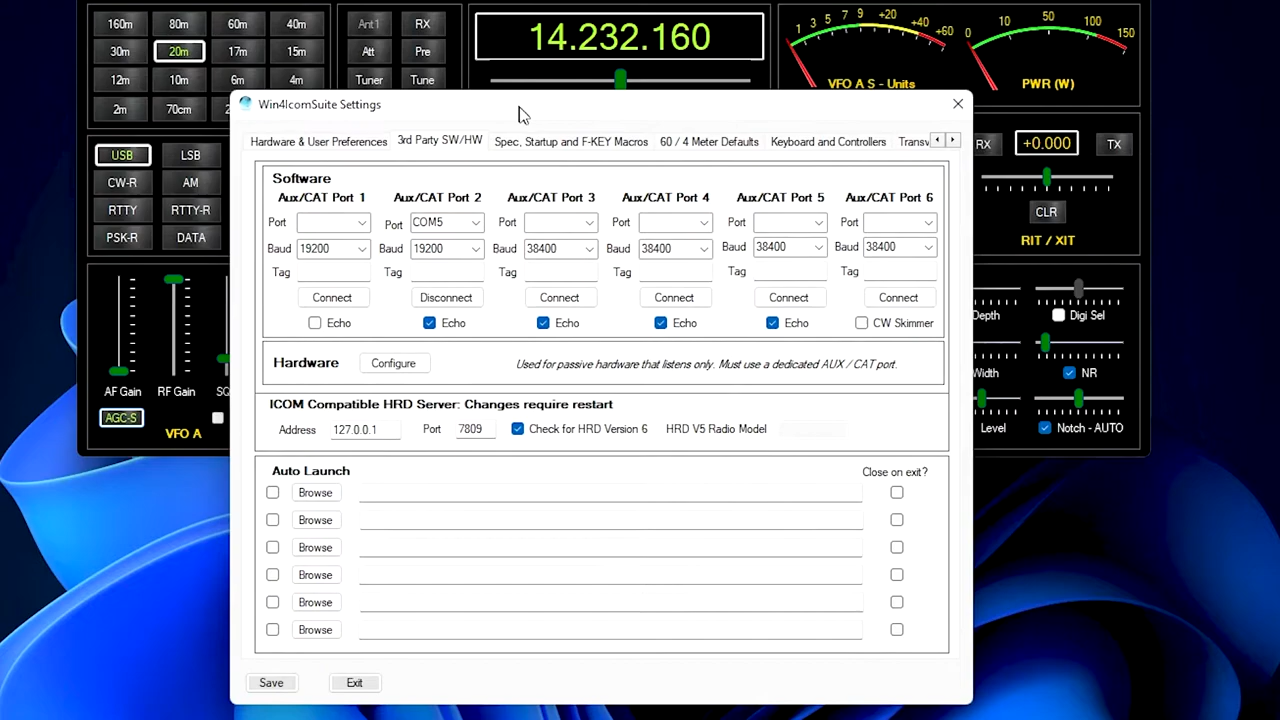 160m 80m 60m 40m
30m 20m 17m 15m
12m 10m 6m 4m
2m 70cm
Ant1 RX
Att Pre
Tuner Tune
14.232.160
1 3 5 7 9 +20 +40 +60
VFO A S - Units
0 10 50 100 150
PWR (W)
USB LSB
CW-R AM
RTTY RTTY-R
PSK-R DATA
AF Gain RF Gain SQ
AGC-S
VFO A
RX +0.000 TX
CLR
RIT / XIT
Depth Digi Sel
Width NR
Level Notch - AUTO
Win4IcomSuite Settings
Hardware & User Preferences 3rd Party SW/HW Spec, Startup and F-KEY Macros 60 / 4 Meter Defaults Keyboard and Controllers Transv
Software
Aux/CAT Port 1 Aux/CAT Port 2 Aux/CAT Port 3 Aux/CAT Port 4 Aux/CAT Port 5 Aux/CAT Port 6
Port Port COM5 Port Port Port Port
Baud 19200 Baud 19200 Baud 38400 Baud 38400 Baud 38400 Baud 38400
Tag Tag Tag Tag Tag Tag
Connect Disconnect Connect Connect Connect Connect
Echo Echo Echo Echo Echo CW Skimmer
Hardware Configure Used for passive hardware that listens only. Must use a dedicated AUX / CAT port.
ICOM Compatible HRD Server: Changes require restart
Address 127.0.0.1 Port 7809 Check for HRD Version 6 HRD V5 Radio Model
Auto Launch Close on exit?
Browse
Browse
Browse
Browse
Browse
Browse
Save Exit